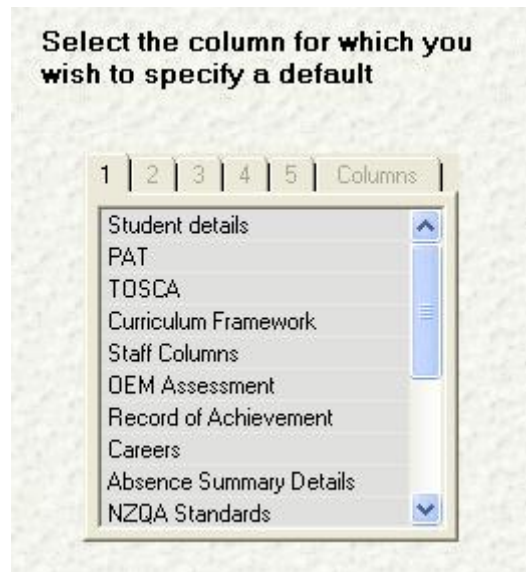 Select the column for which you
wish to specify a default
1 2 3 4 5 Columns
Student details
PAT
TOSCA
Curriculum Framework
Staff Columns
OEM Assessment
Record of Achievement
Careers
Absence Summary Details
NZQA Standards